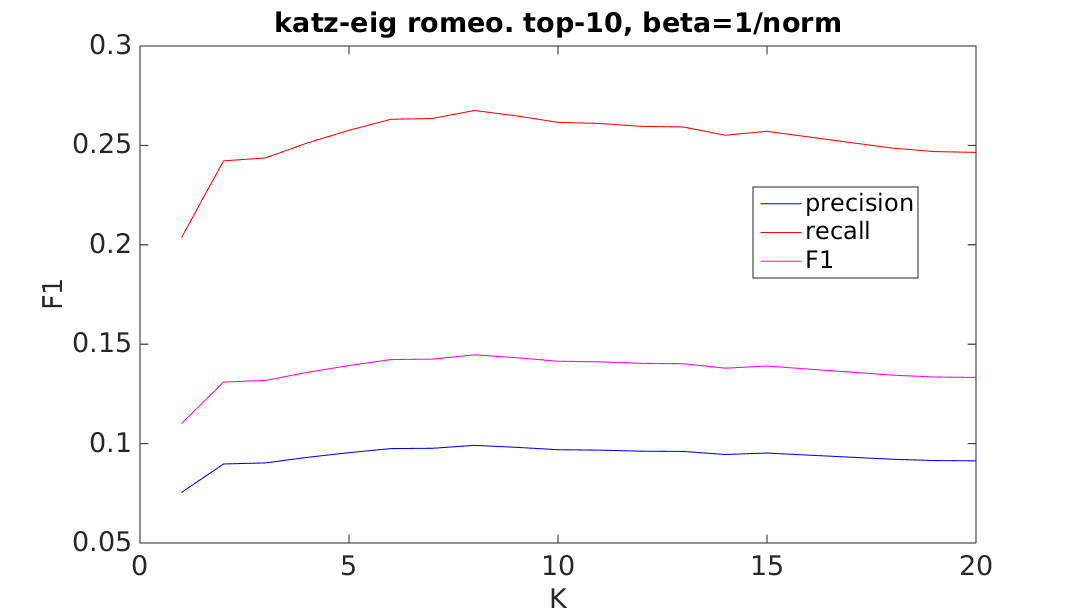 katz-eig romeo. top-10, beta=1/norm
0.3
0.25
0.2
0.15
0.1
0.05
F1
precision
recall
F1
0 5 10 15 20
K